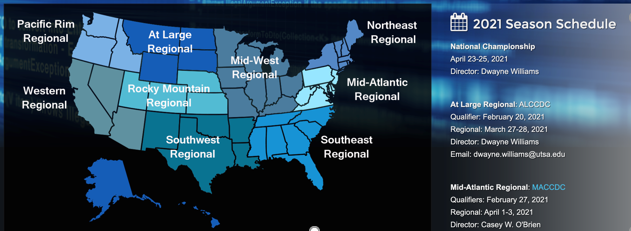 Pacific Rim
Regional
At Large
Regional
Northeast
Regional
Mid-West
Regional
Western
Regional
Rocky Mountain
Regional
Mid-Atlantic
Regional
Southwest
Regional
Southeast
Regional
2021 Season Schedule
National Championship
April 23-25, 2021
Director: Dwayne Williams
At Large Regional: ALCCDC
Qualifier: February 20, 2021
Regional: March 27-28, 2021
Director: Dwayne Williams
Email: dwayne.williams@utsa.edu
Mid-Atlantic Regional: MACCDC
Qualifiers: February 27, 2021
Regional: April 1-3, 2021
Director: Casey W. O'Brien